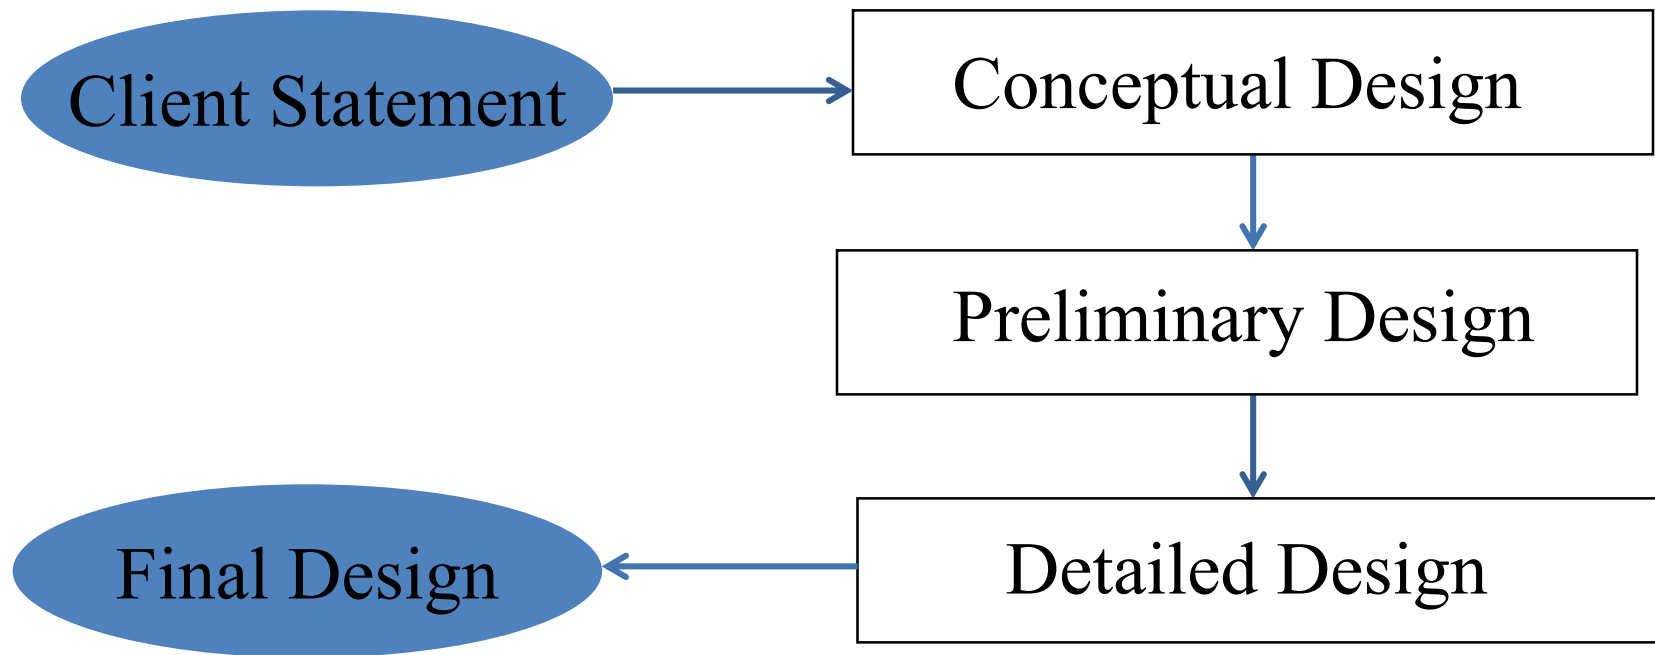 Client Statement
Conceptual Design
Preliminary Design
Detailed Design
Final Design